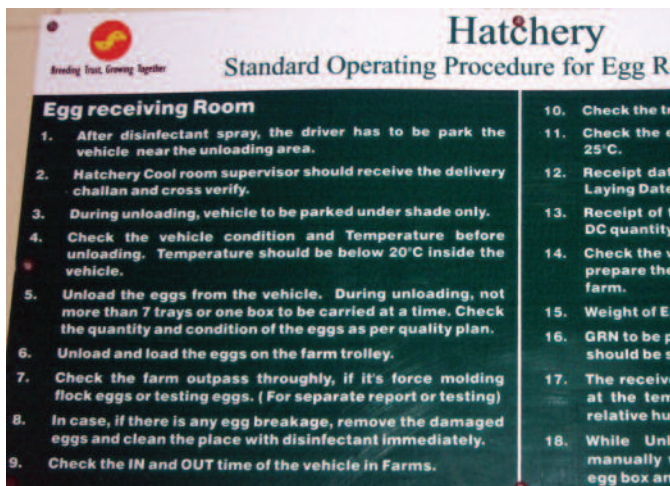 Breeding Trust, Growing Together
Hatchery
Standard Operating Procedure for Egg R
Egg receiving Room
1. After disinfectant spray, the driver has to be park the
vehicle near the unloading area.
2. Hatchery Cool room supervisor should receive the delivery
challan and cross verify.
3. During unloading, vehicle to be parked under shade only.
4. Check the vehicle condition and Temperature before
unloading. Temperature should be below 20°C inside the
vehicle.
5. Unload the eggs from the vehicle. During unloading, not
more than 7 trays or one box to be carried at a time. Check
the quantity and condition of the eggs as per quality plan.
6. Unload and load the eggs on the farm trolley.
7. Check the farm outpass throughly, if it's force molding
flock eggs or testing eggs. ( For separate report or testing)
8. In case, if there is any egg breakage, remove the damaged
eggs and clean the place with disinfectant immediately.
9. Check the IN and OUT time of the vehicle in Farms.
10. Check the
11. Check the
25°C.
12. Receipt dat
Laying Date
13. Receipt of
DC quantity
14. Check the
prepare the
farm.
15. Weight of E
16. GRN to be p
should be s
17. The receiv
at the tem
relative hu
18. While Unl
manually
egg box an